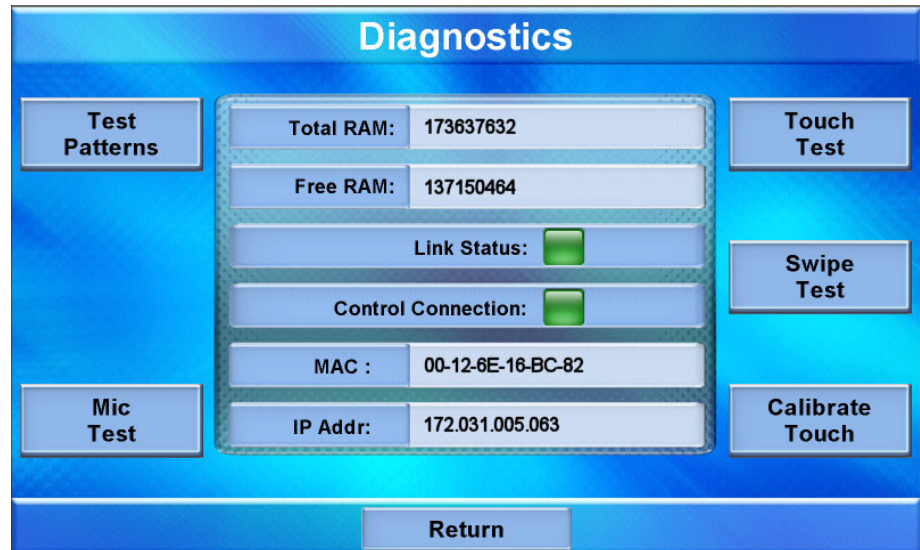 Diagnostics
Test
Patterns
Total RAM: 173637632
Touch
Test
Free RAM: 137150464
Link Status:
Swipe
Test
Control Connection:
MAC : 00-12-6E-16-BC-82
Mic
Test
IP Addr: 172.031.005.063
Calibrate
Touch
Return